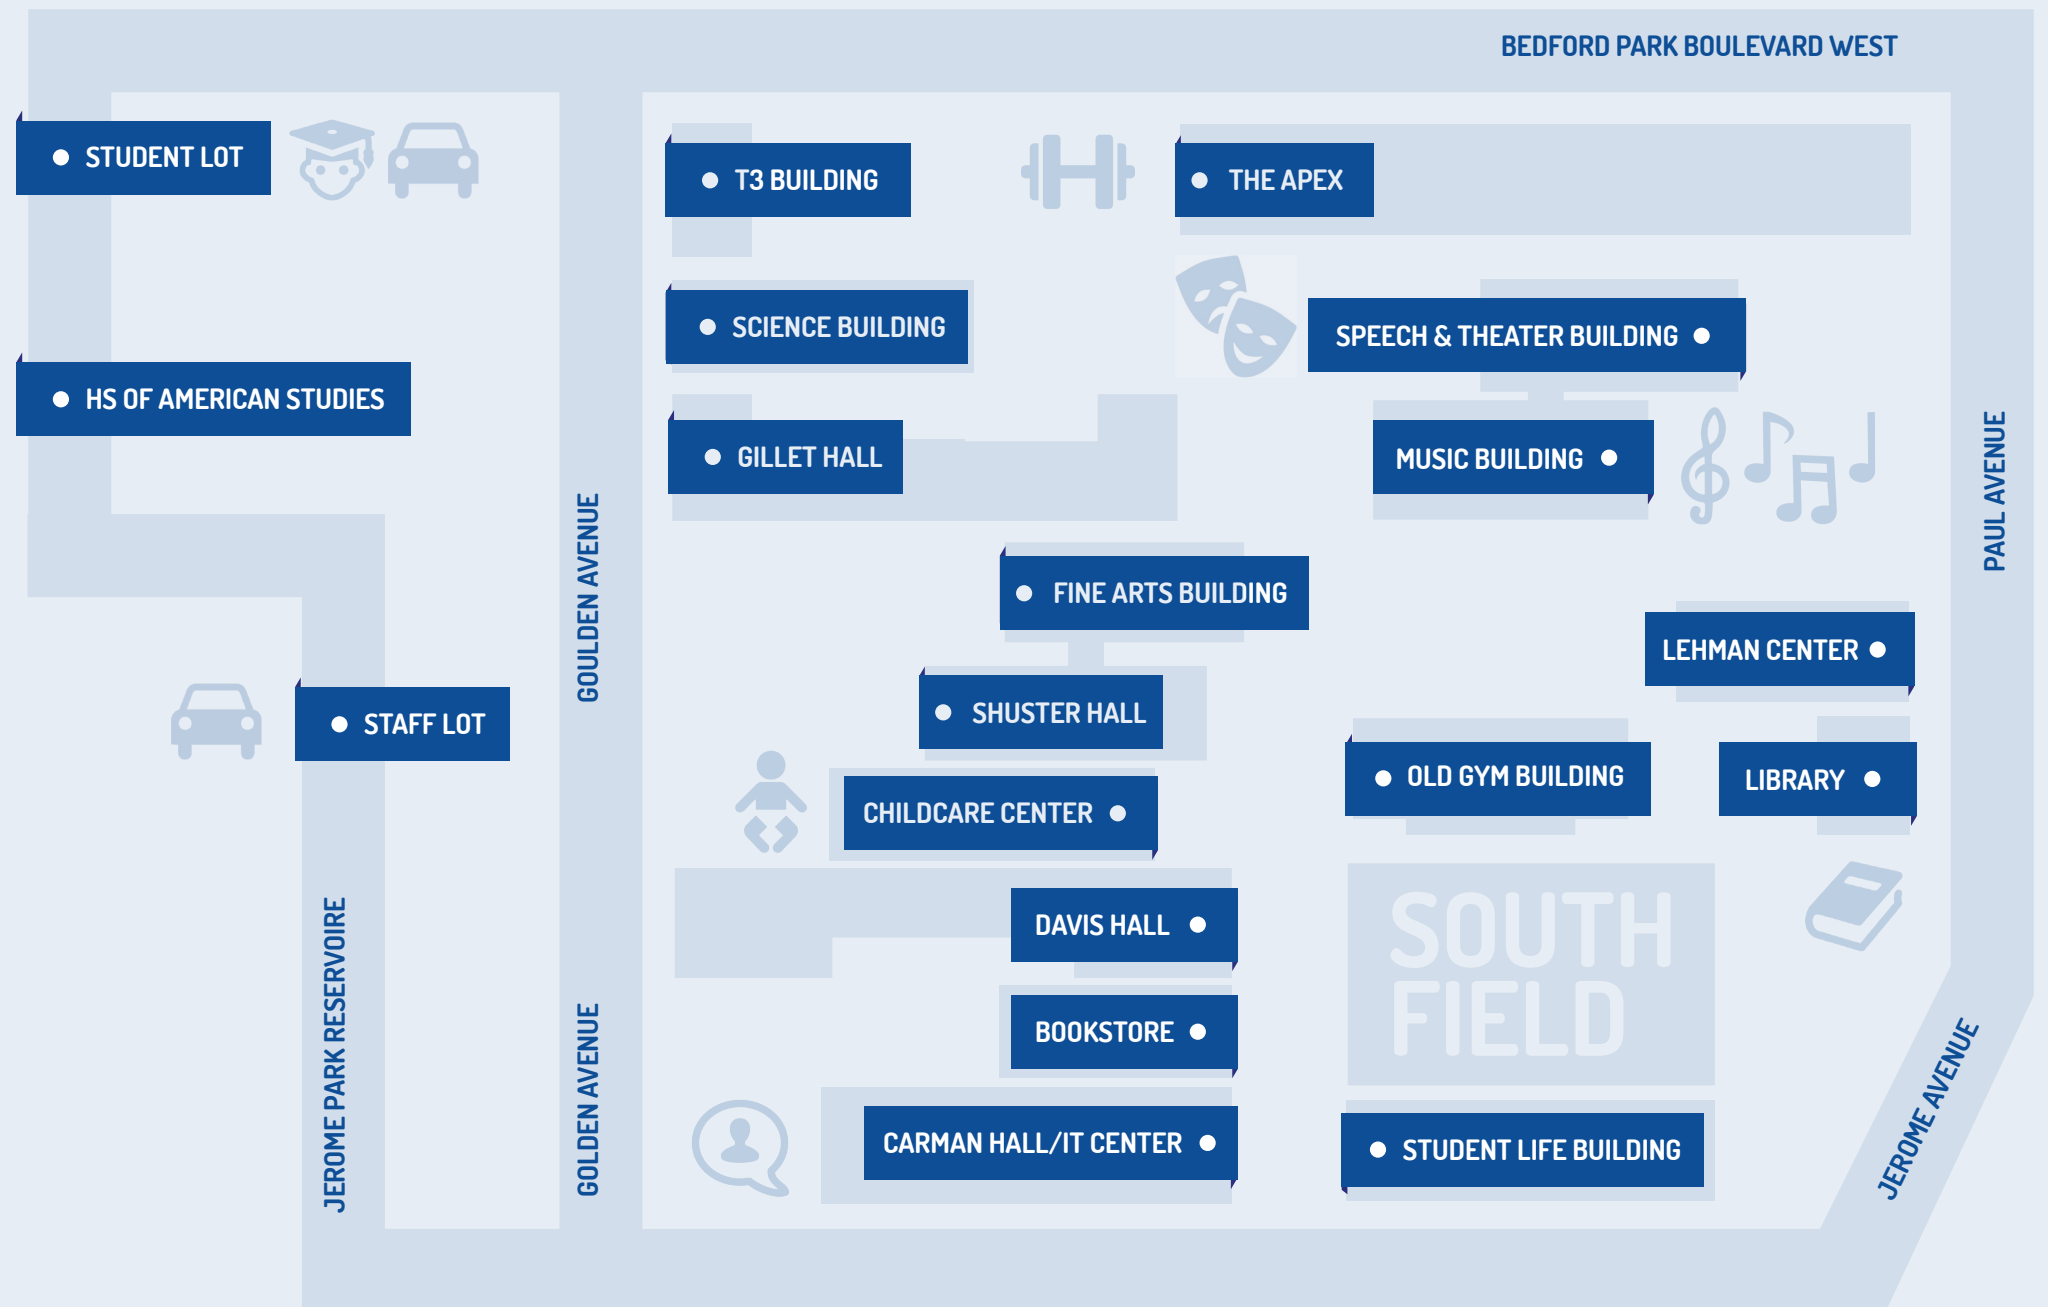 BEDFORD PARK BOULEVARD WEST
STUDENT LOT
T3 BUILDING
THE APEX
SCIENCE BUILDING
SPEECH & THEATER BUILDING
HS OF AMERICAN STUDIES
GILLET HALL
MUSIC BUILDING
PAUL AVENUE
GOULDEN AVENUE
FINE ARTS BUILDING
LEHMAN CENTER
STAFF LOT
SHUSTER HALL
OLD GYM BUILDING
LIBRARY
CHILDCARE CENTER
DAVIS HALL
SOUTH
FIELD
JEROME PARK RESERVOIRE
GOLDEN AVENUE
BOOKSTORE
JEROME AVENUE
CARMAN HALL/IT CENTER
STUDENT LIFE BUILDING